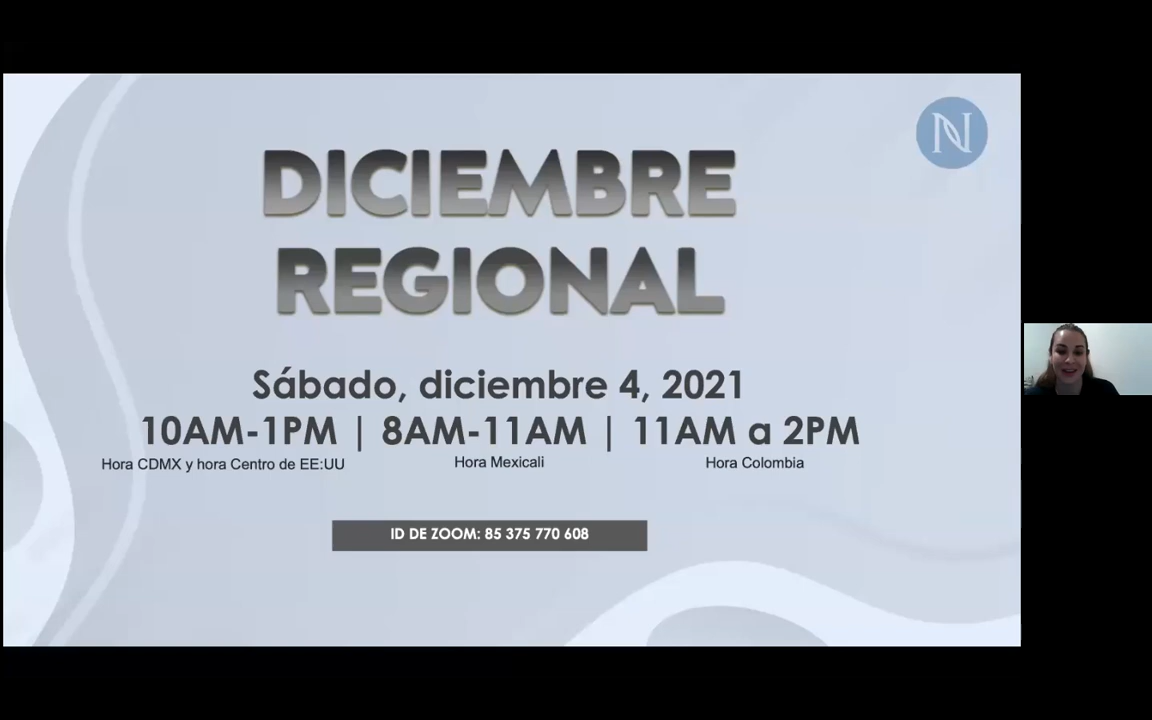 N
DICIEMBRE
REGIONAL
Sábado, diciembre 4, 2021
10AM-1PM | 8AM-11AM | 11AM a 2PM
Hora CDMX y hora Centro de EE:UU Hora Mexicali Hora Colombia
ID DE ZOOM: 85 375 770 608